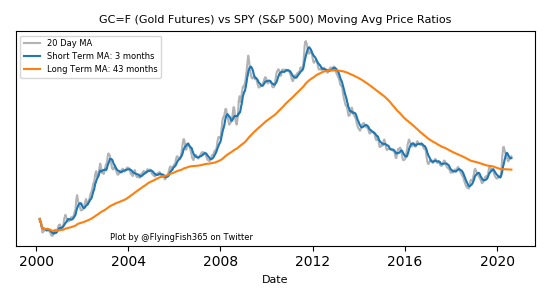 GC=F (Gold Futures) vs SPY (S&P 500) Moving Avg Price Ratios
20 Day MA
Short Term MA: 3 months
Long Term MA: 43 months
Plot by @FlyingFish365 on Twitter
2000 2004 2008 2012 2016 2020
Date